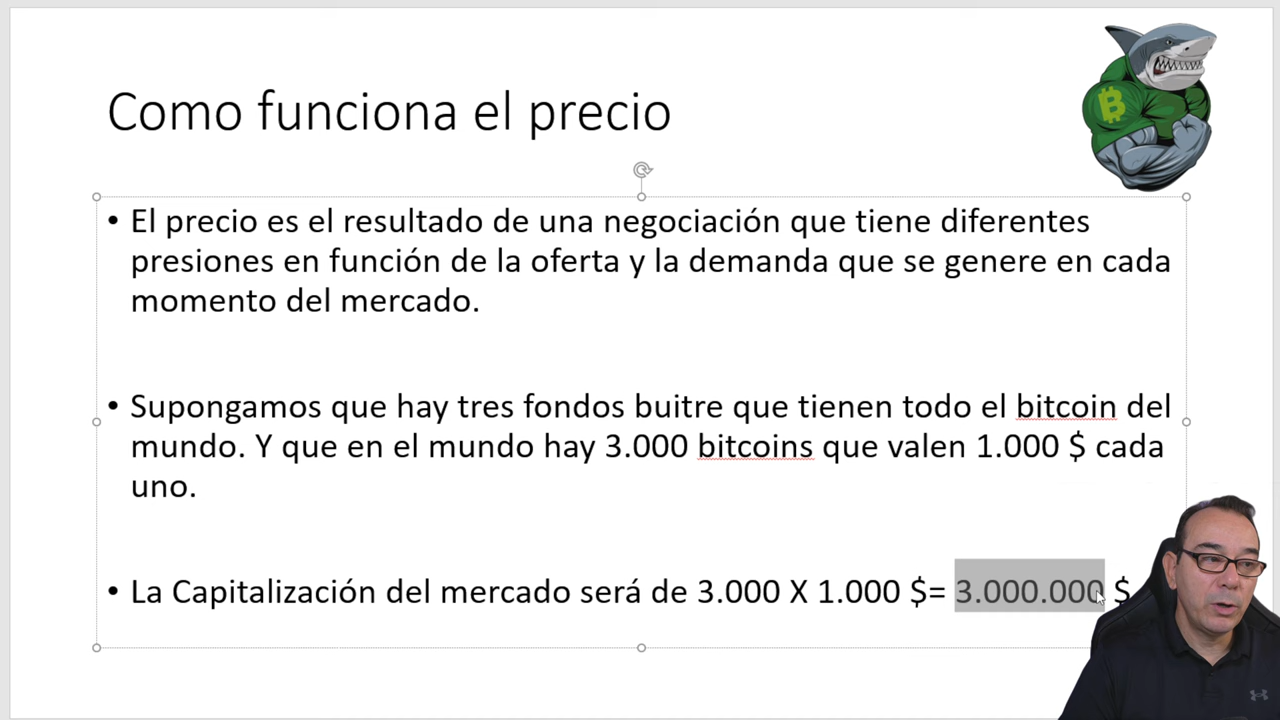 Como funciona el precio
• El precio es el resultado de una negociación que tiene diferentes
presiones en función de la oferta y la demanda que se genere en cada
momento del mercado.
• Supongamos que hay tres fondos buitre que tienen todo el bitcoin del
mundo. Y que en el mundo hay 3.000 bitcoins que valen 1.000 $ cada
uno.
• La Capitalización del mercado será de 3.000 X 1.000 $= 3.000.000 $